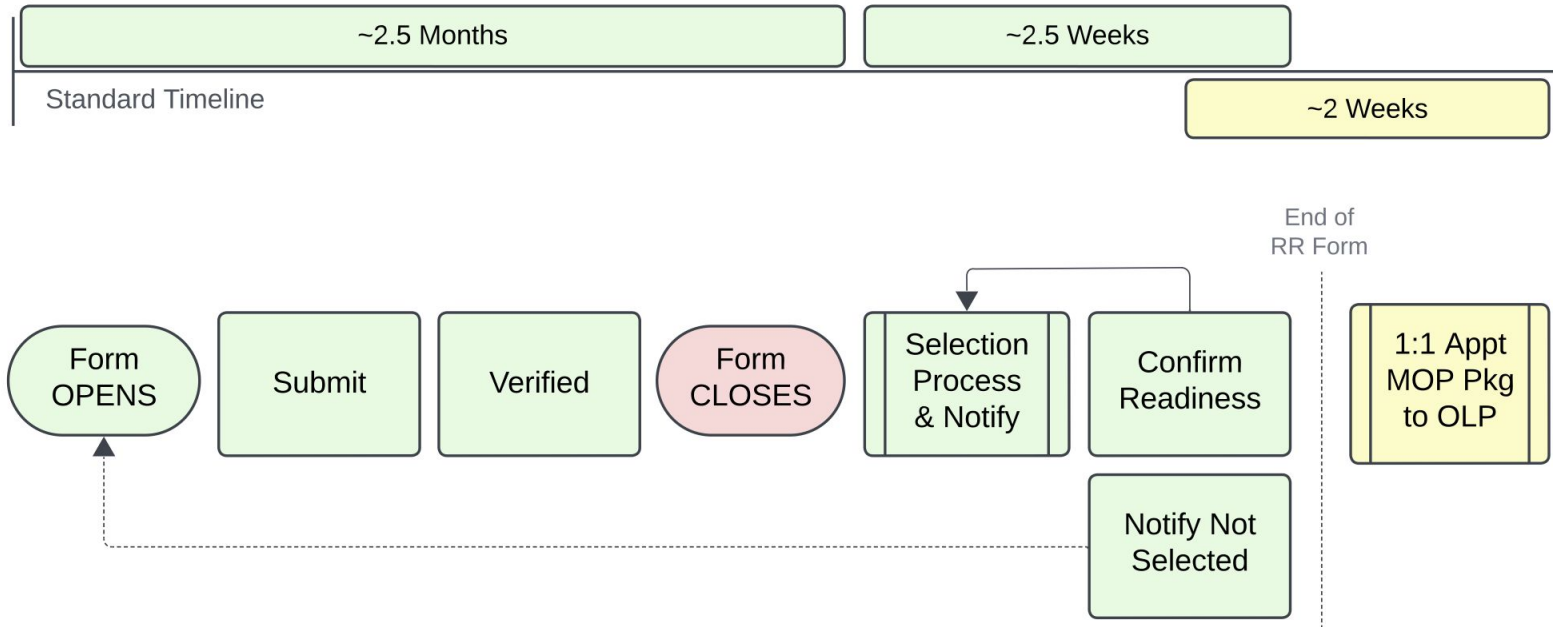 ~2.5 Months
~2.5 Weeks
Standard Timeline
~2 Weeks
End of
RR Form
Form
OPENS
Submit
Verified
Form
CLOSES
Selection
Process
& Notify
Confirm
Readiness
1:1 Appt
MOP Pkg
to OLP
Notify Not
Selected